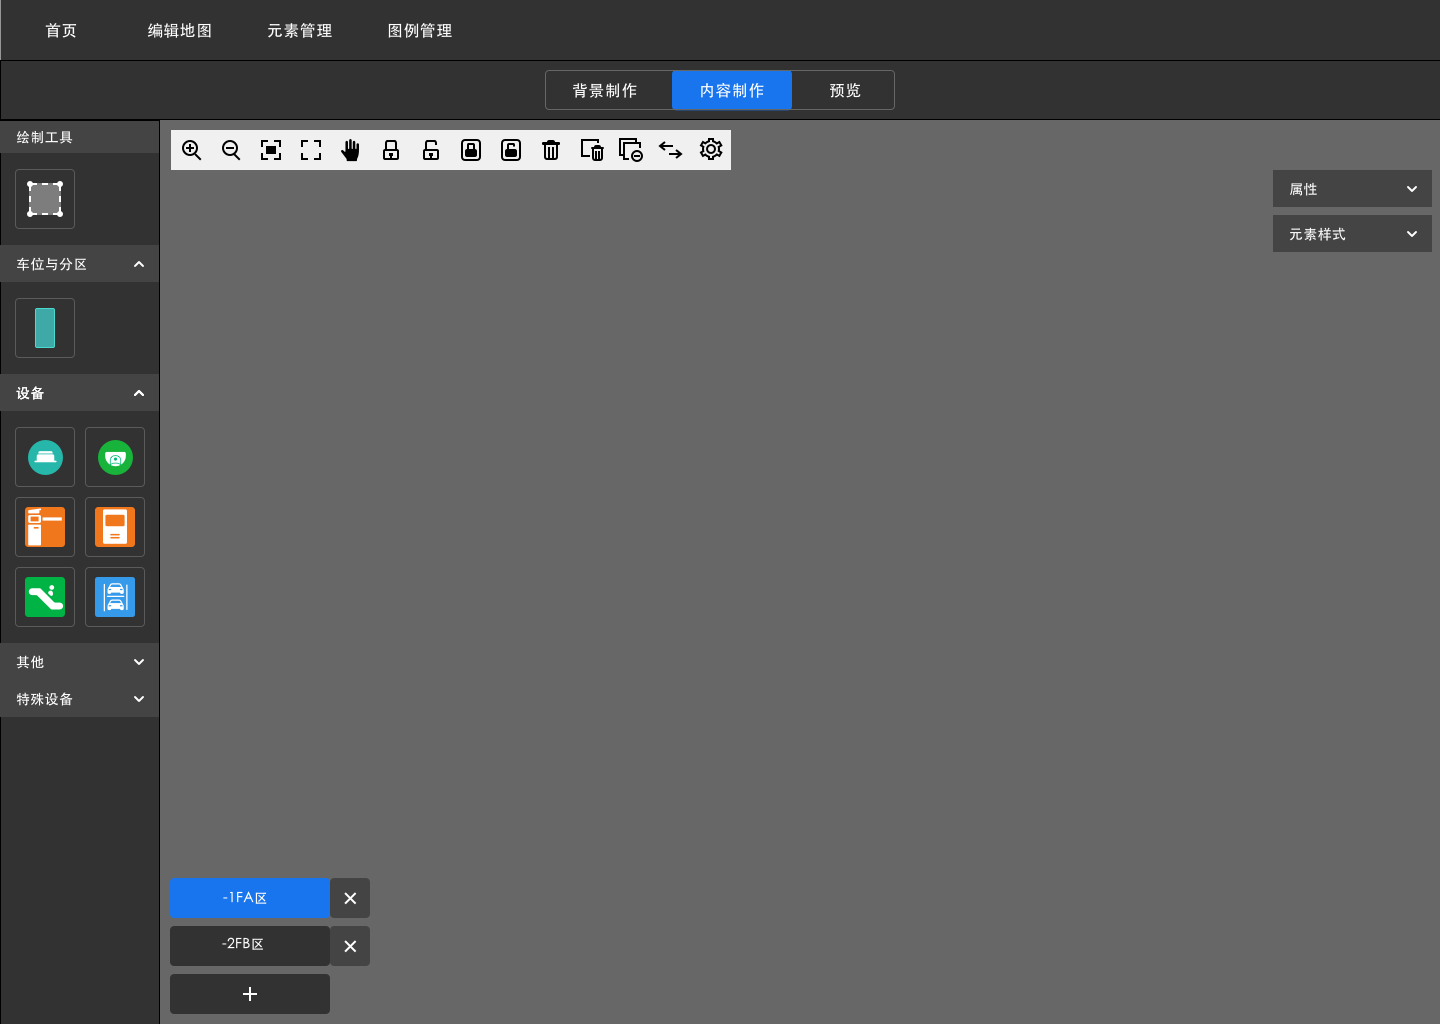 首页 编辑地图 元素管理 图例管理
背景制作 内容制作 预览
绘制工具
车位与分区
设备
其他
特殊设备
属性
元素样式
-1FA区
-2FB区